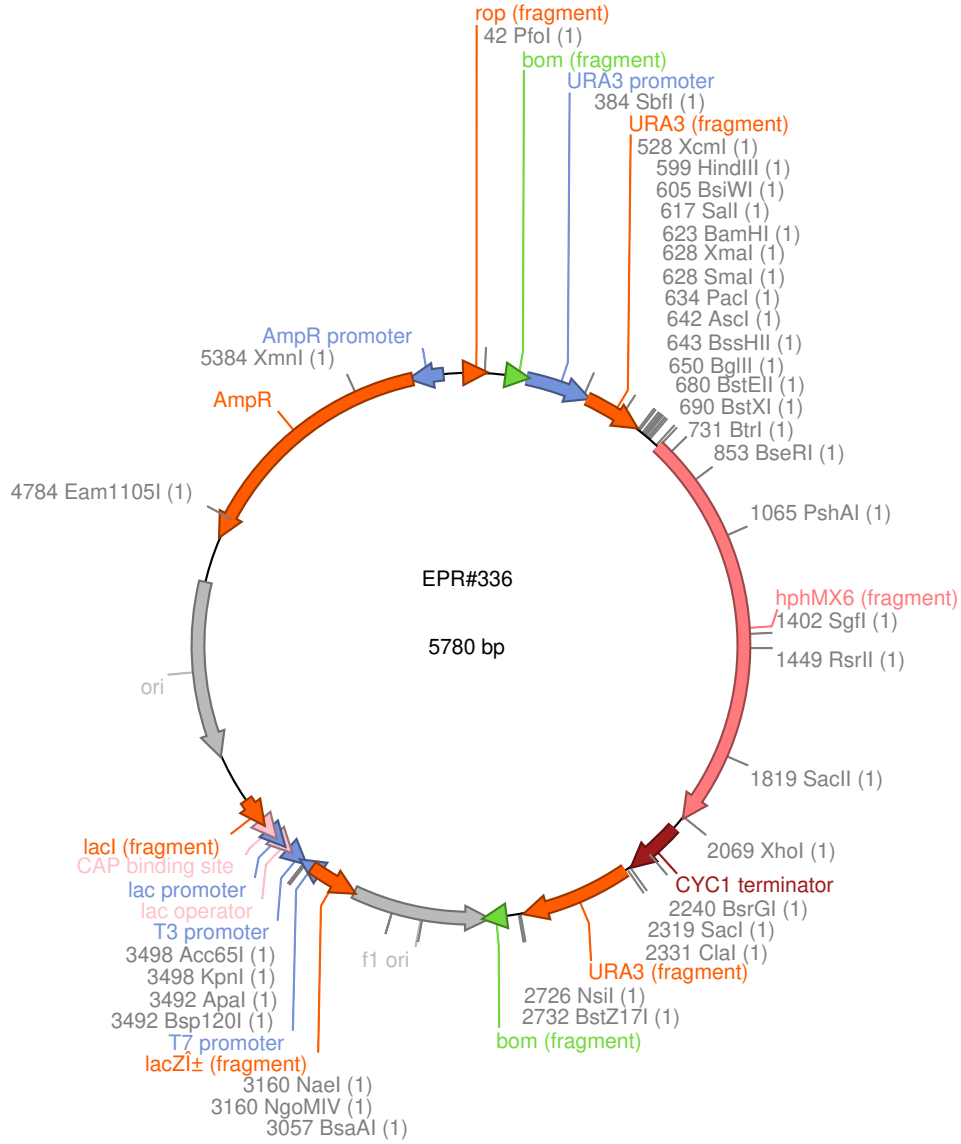 rop (fragment)
42 PfoI (1)
bom (fragment)
URA3 promoter
384 SbfI (1)
URA3 (fragment)
528 XcmI (1)
599 HindIII (1)
605 BsiWI (1)
617 SalI (1)
623 BamHI (1)
628 XmaI (1)
628 SmaI (1)
634 PacI (1)
642 AscI (1)
643 BssHII (1)
650 BglII (1)
680 BstEII (1)
690 BstXI (1)
731 BtrI (1)
853 BseRI (1)
1065 PshAI (1)
hphMX6 (fragment)
1402 SgfI (1)
1449 RsrII (1)
1819 SacII (1)
2069 XhoI (1)
CYC1 terminator
2240 BsrGI (1)
2319 SacI (1)
2331 ClaI (1)
URA3 (fragment)
2726 NsiI (1)
2732 BstZ17I (1)
bom (fragment)
f1 ori
3057 BsaAI (1)
3160 NgoMIV (1)
3160 NaeI (1)
lacZÎ± (fragment)
T7 promoter
3492 Bsp120I (1)
3492 ApaI (1)
3498 KpnI (1)
3498 Acc65I (1)
T3 promoter
lac operator
lac promoter
CAP binding site
lacI (fragment)
ori
4784 Eam1105I (1)
AmpR
5384 XmnI (1)
AmpR promoter
EPR#336
5780 bp